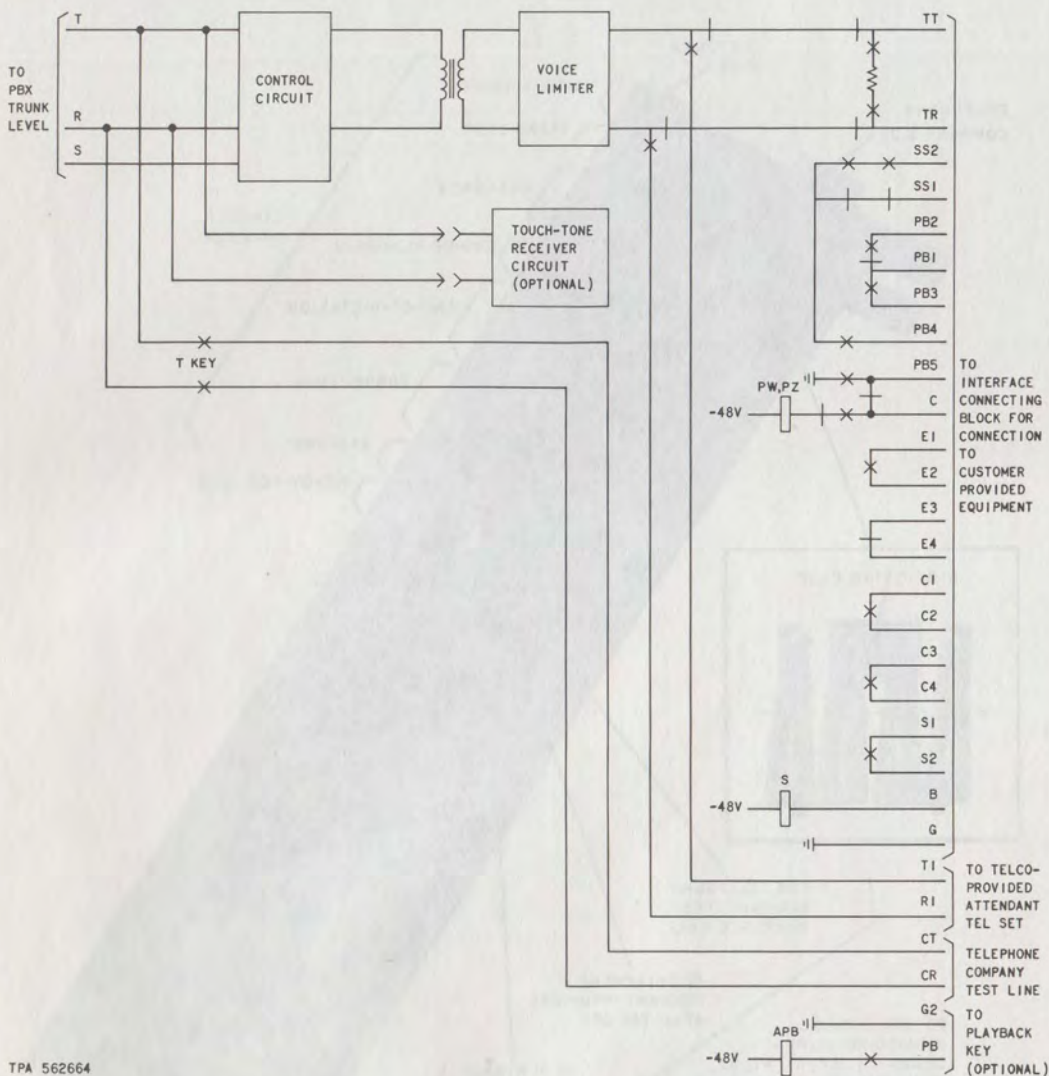 T
TO
PBX
TRUNK
LEVEL
R
S
CONTROL
CIRCUIT
VOICE
LIMITER
TOUCH-TONE
RECEIVER
CIRCUIT
(OPTIONAL)
T KEY
TT
TR
SS2
SS1
PB2
PB1
PB3
PB4
PB5
C
E1
E2
E3
E4
C1
C2
C3
C4
S1
S2
B
G
PW,PZ
-48V
S
-48V
TO
INTERFACE
CONNECTING
BLOCK FOR
CONNECTION
TO
CUSTOMER
PROVIDED
EQUIPMENT
T1
R1
TO TELCO-
PROVIDED
ATTENDANT
TEL SET
CT
CR
TELEPHONE
COMPANY
TEST LINE
G2
PB
APB
-48V
TO
PLAYBACK
KEY
(OPTIONAL)
TPA 562664